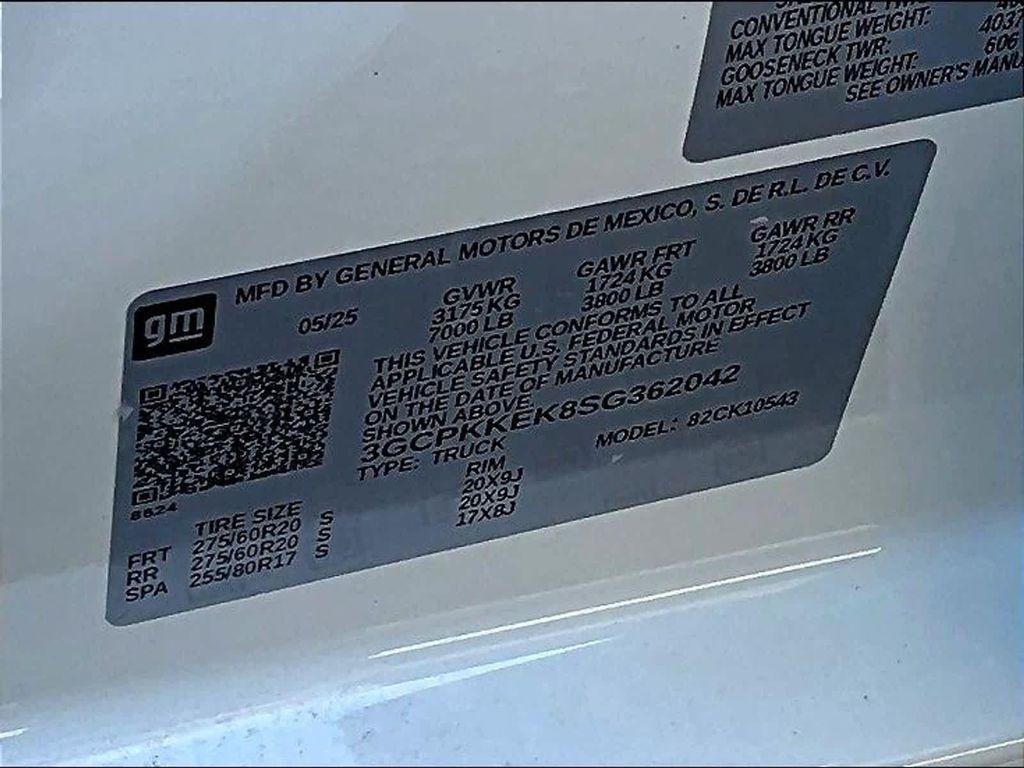 CONVENTIONAL
MAX TONGUE WEIGHT: 4037
GOOSENECK TWR: 606
MAX TONGUE WEIGHT:
SEE OWNER'S MANU
MFD BY GENERAL MOTORS DE MEXICO, S. DE R.L. DE C.V.
gm
05/25
GVWR GAWR FRT GAWR RR
3175 KG 1724 KG 1724 KG
7000 LB 3800 LB 3800 LB
THIS VEHICLE CONFORMS TO ALL
APPLICABLE U.S. FEDERAL MOTOR
VEHICLE SAFETY STANDARDS IN EFFECT
ON THE DATE OF MANUFACTURE
SHOWN ABOVE.
3GCPKKEK8SG362042
TYPE: TRUCK MODEL: 82CK10543
8624
TIRE SIZE RIM
FRT 275/60R20 S 20X9J
RR 275/60R20 S 20X9J
SPA 255/80R17 S 17X8J